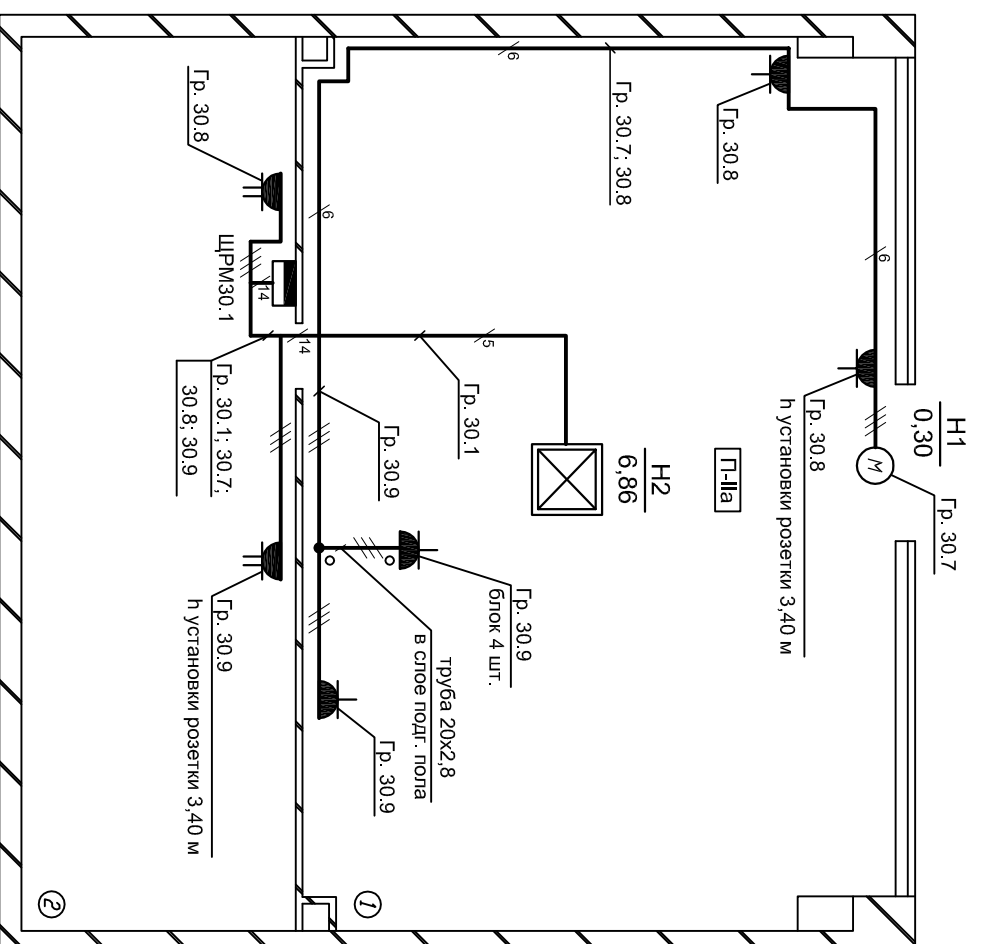 Н1
0,30
Гр. 30.7
М
6
Гр. 30.8
h установки розетки 3,40 м
Гр. 30.8
П-IIа
Н2
6,86
6
Гр. 30.7; 30.8
Гр. 30.9
блок 4 шт.
5
Гр. 30.1
труба 20x2,8
в слое подг. пола
Гр. 30.9
Гр. 30.9
1
6
14
14
ЩРМ30.1
Гр. 30.8
Гр. 30.1; 30.7;
30.8; 30.9
Гр. 30.9
h установки розетки 3,40 м
2